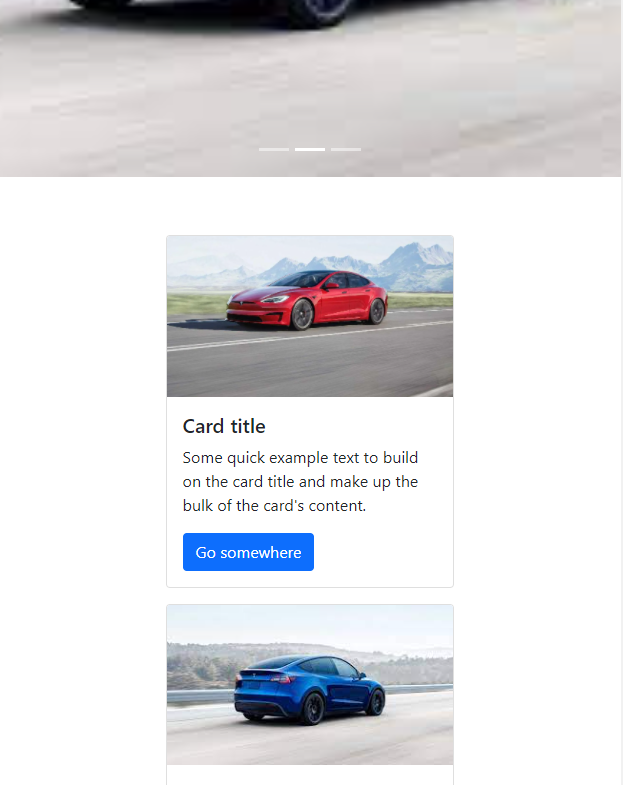 Card title
Some quick example text to build
on the card title and make up the
bulk of the card's content.
Go somewhere